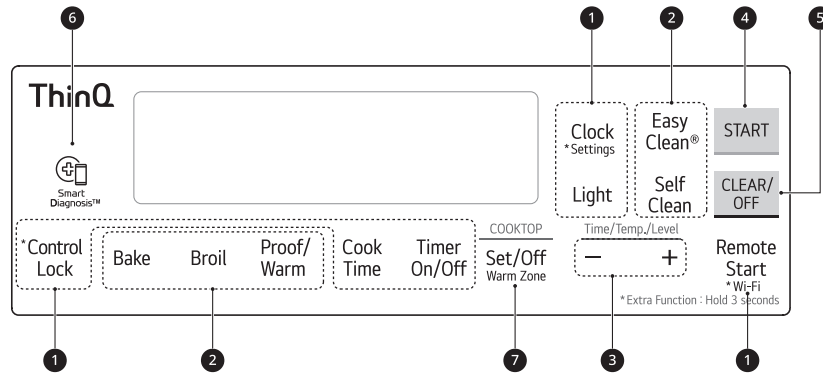 6
1
2
4
5
ThinQ
Clock
*Settings
Light
Easy
Clean®
Self
Clean
START
CLEAR/
OFF
Smart
Diagnosis™
*Control
Lock
Bake
Broil
Proof/
Warm
Cook
Time
Timer
On/Off
COOKTOP
Set/Off
Warm Zone
Time/Temp./Level
− +
Remote
Start
*Wi-Fi
*Extra Function : Hold 3 seconds
1
2
7
3
1